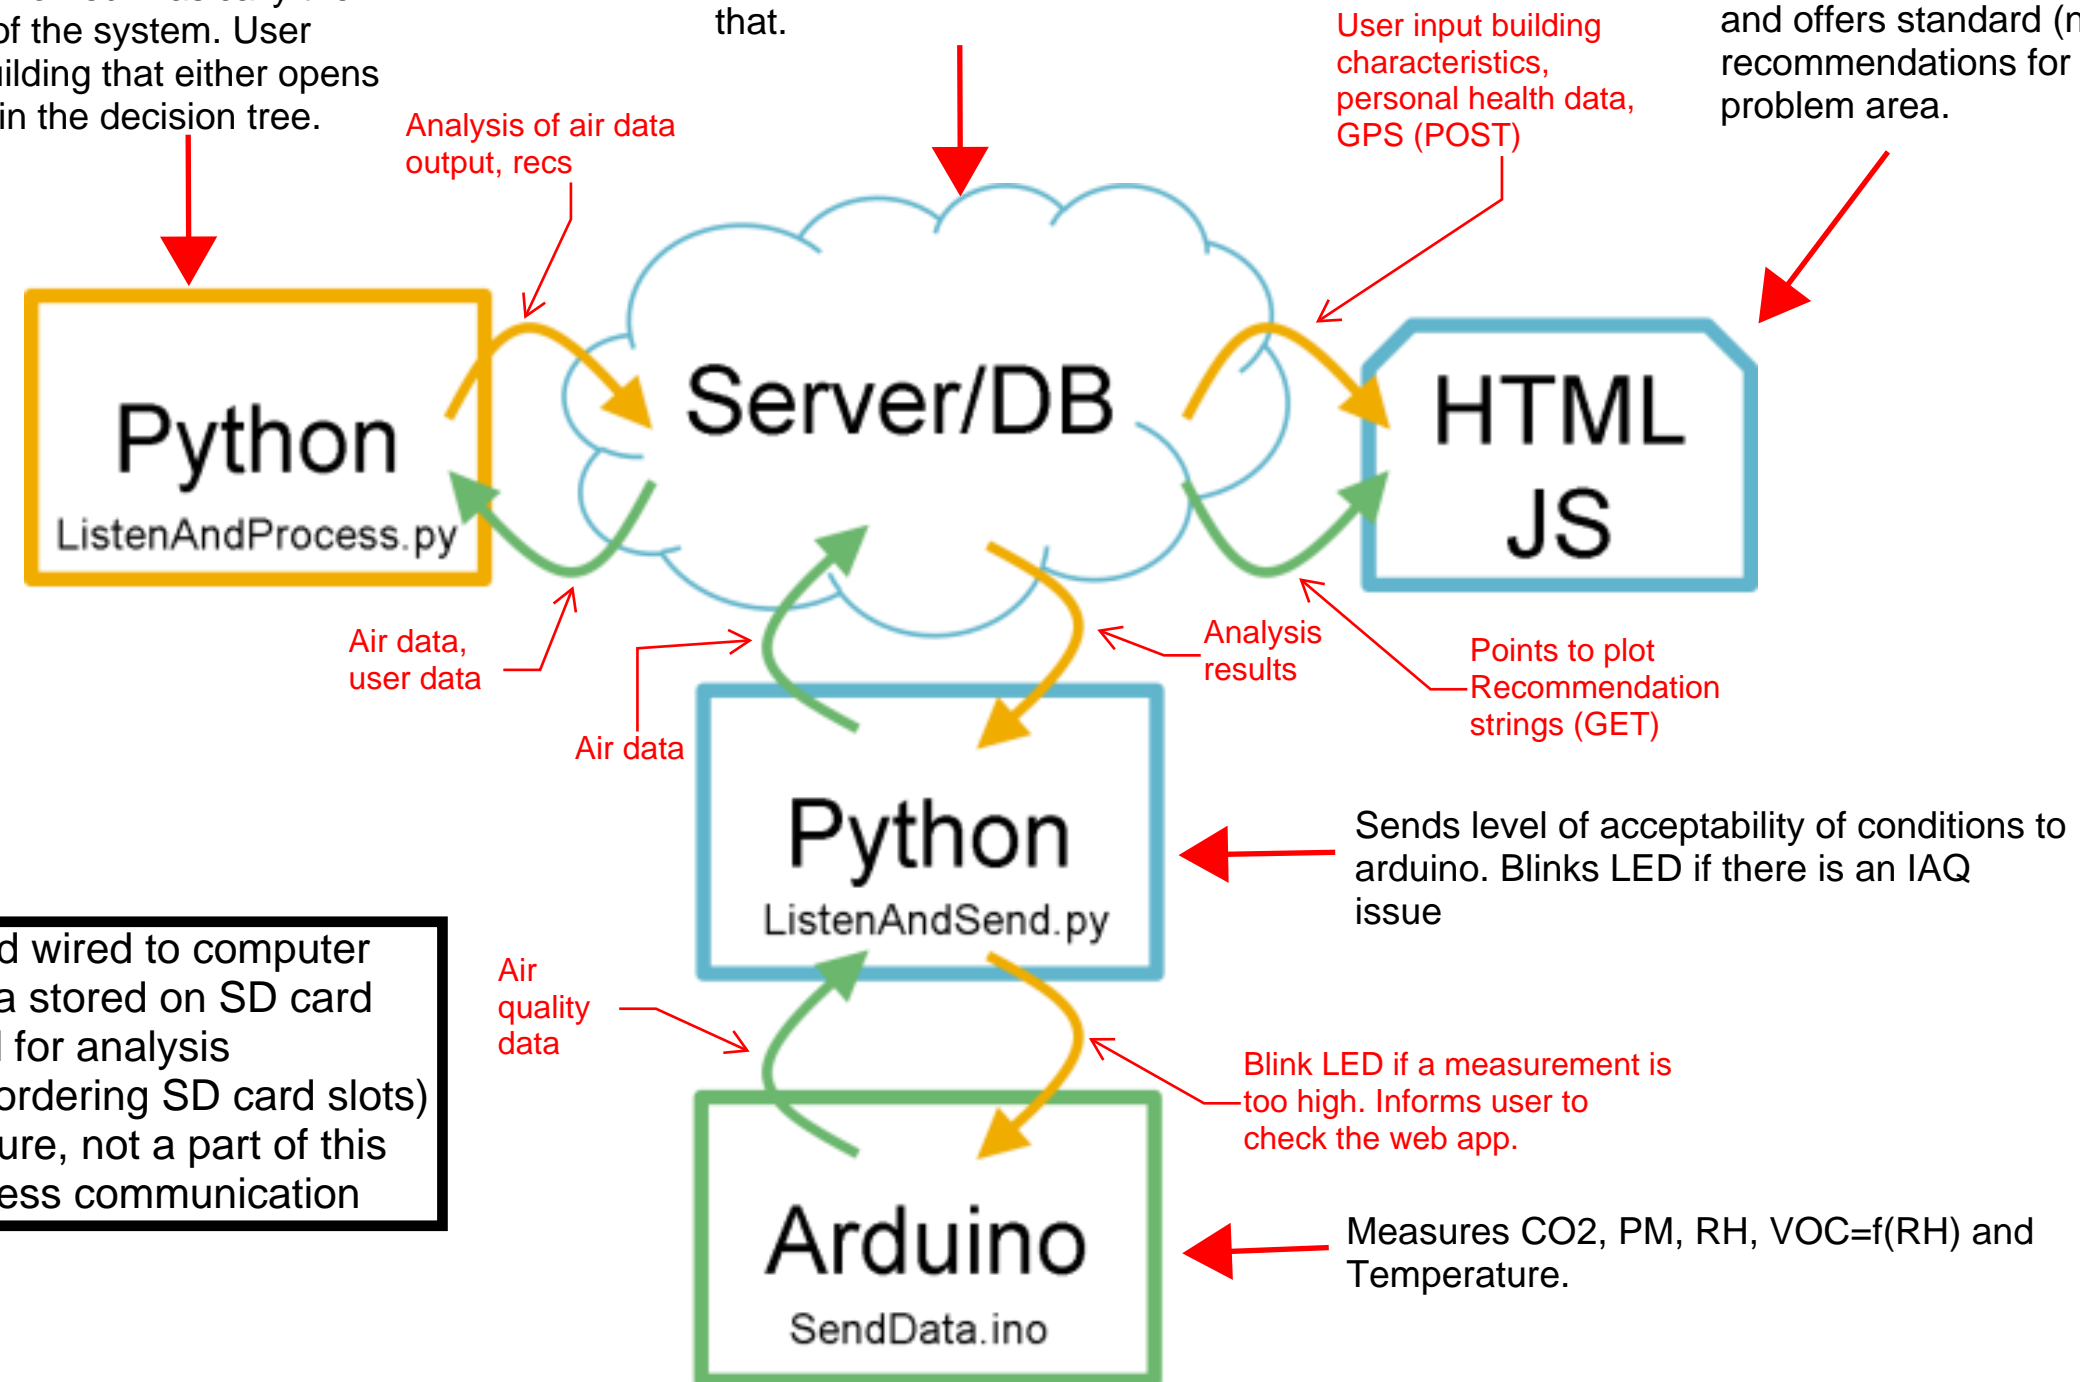 of the system. User
uilding that either opens
in the decision tree.
that.
User input building
characteristics,
personal health data,
GPS (POST)
and offers standard (n
recommendations for
problem area.
Analysis of air data
output, recs
Python
ListenAndProcess.py
Server/DB
HTML
JS
Air data,
user data
Air data
Analysis
results
Points to plot
Recommendation
strings (GET)
Python
ListenAndSend.py
Sends level of acceptability of conditions to
arduino. Blinks LED if there is an IAQ
issue
d wired to computer
a stored on SD card
l for analysis
ordering SD card slots)
ure, not a part of this
ess communication
Air
quality
data
Blink LED if a measurement is
too high. Informs user to
check the web app.
Arduino
SendData.ino
Measures CO2, PM, RH, VOC=f(RH) and
Temperature.